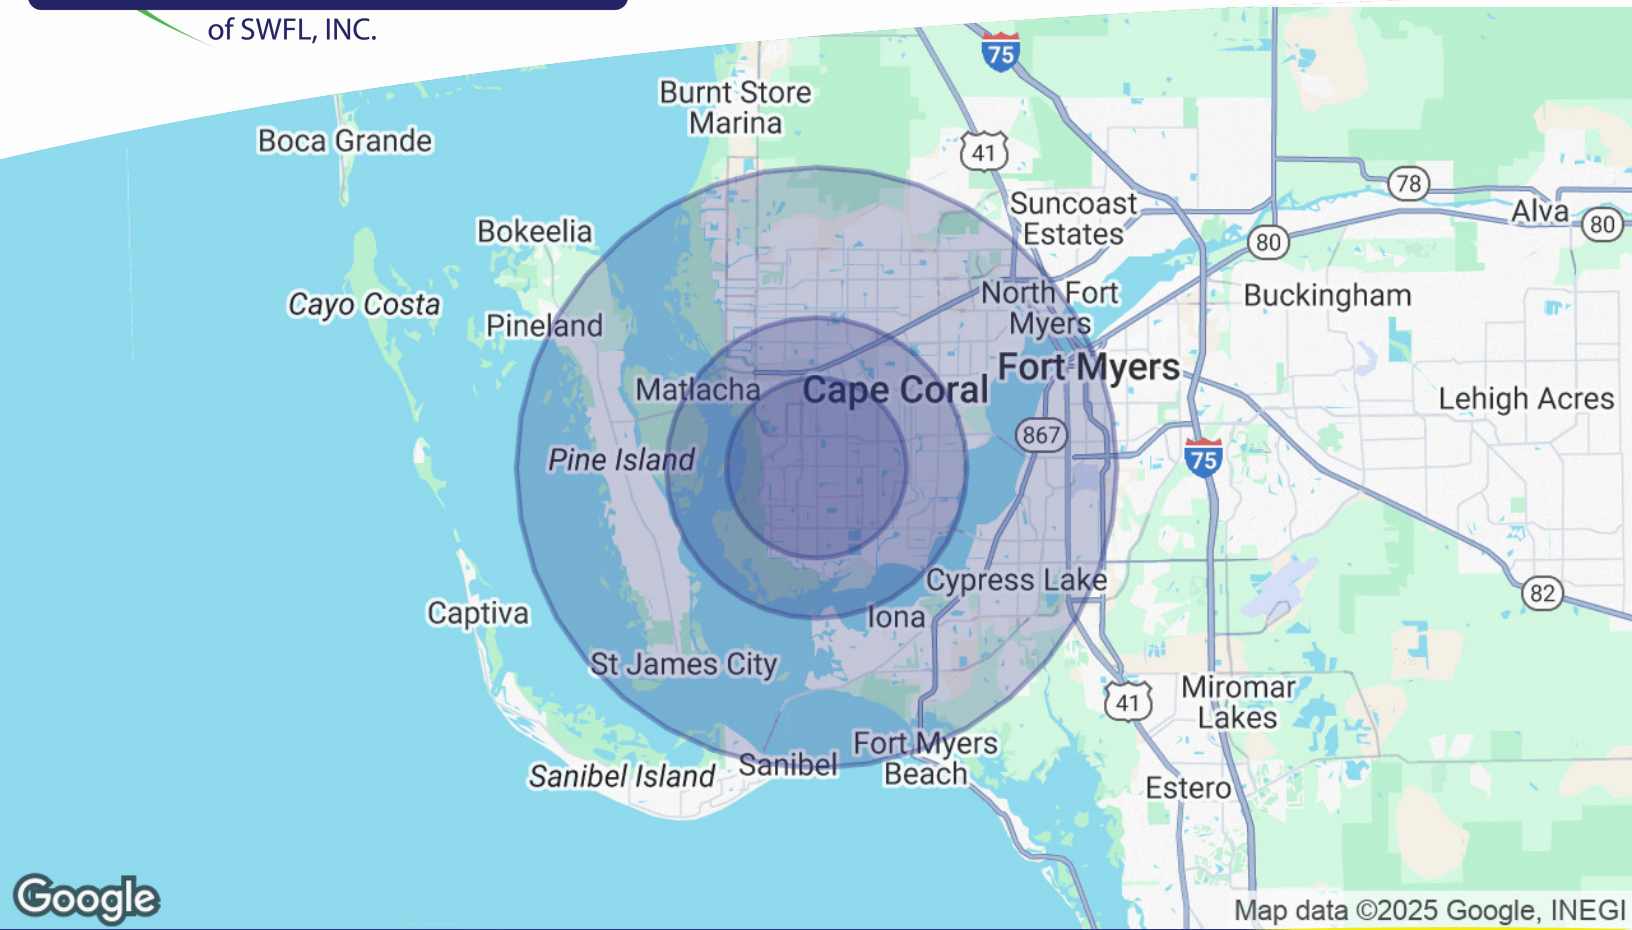 of SWFL, INC.
75
Burnt Store
Marina
Boca Grande
41
78
Suncoast
Estates
Alva
80
80
Bokeelia
Cayo Costa
North Fort
Myers
Buckingham
Pineland
Fort Myers
Matlacha
Cape Coral
Lehigh Acres
867
Pine Island
75
Cypress Lake
82
Captiva
Iona
St James City
41
Miromar
Lakes
Fort Myers
Beach
Sanibel
Sanibel Island
Estero
Google
Map data ©2025 Google, INEGI